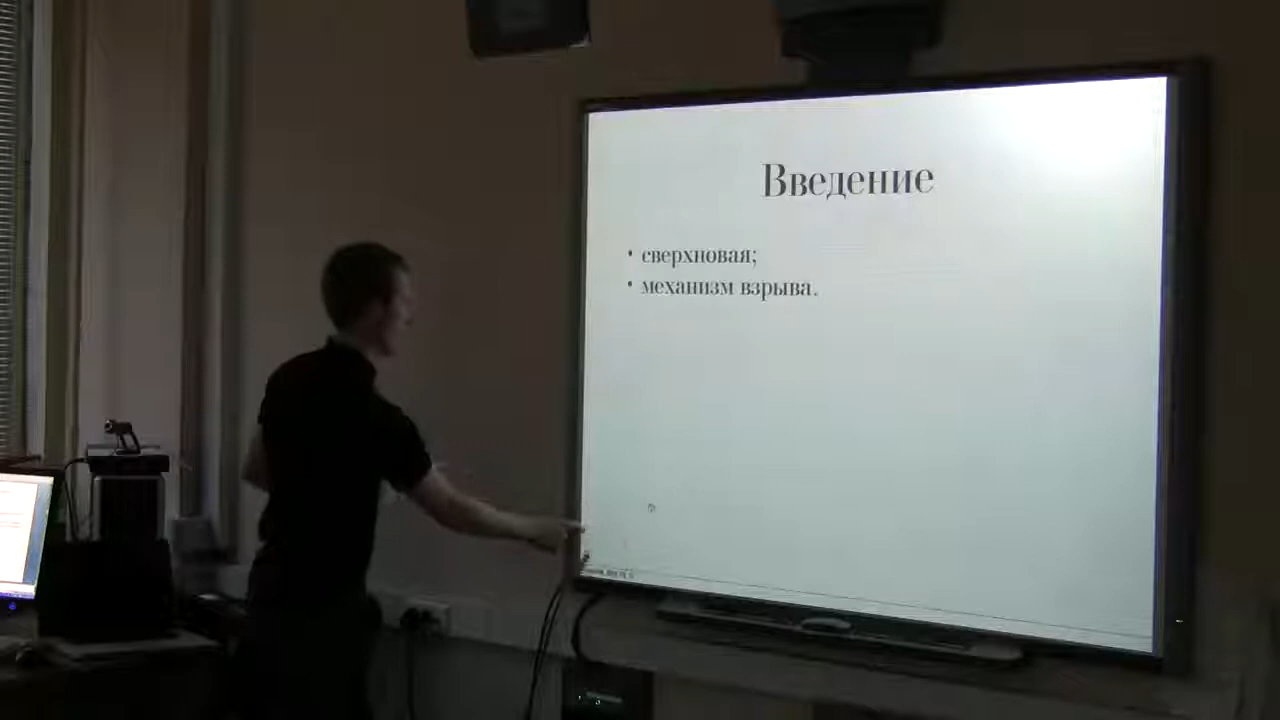 Введение
• сверхновая;
• механизм взрыва.